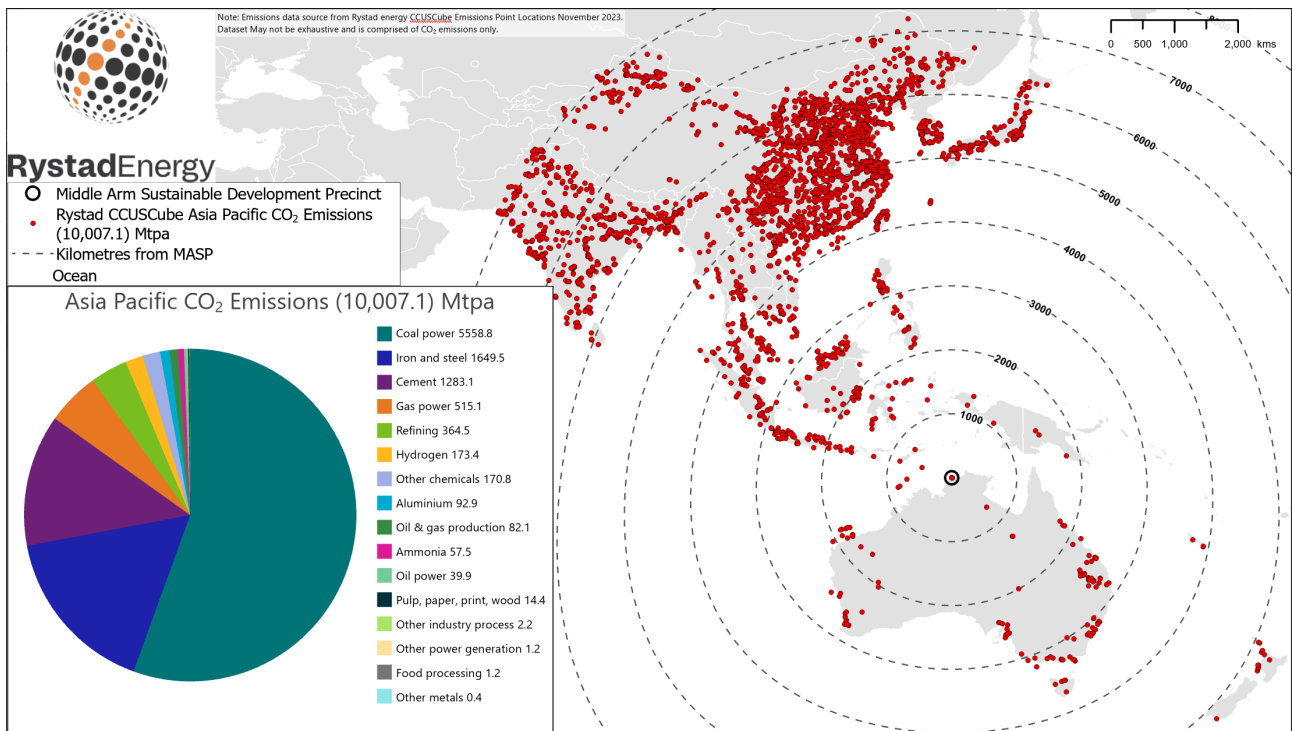 Note: Emissions data source from Rystad energy CCUSCube Emissions Point Locations November 2023.
Dataset May not be exhaustive and is comprised of CO₂ emissions only.
0 500 1,000 2,000 kms
RystadEnergy
Middle Arm Sustainable Development Precinct
Rystad CCUSCube Asia Pacific CO₂ Emissions
(10,007.1) Mtpa
Kilometres from MASP
Ocean
Asia Pacific CO₂ Emissions (10,007.1) Mtpa
Coal power 5558.8
Iron and steel 1649.5
Cement 1283.1
Gas power 515.1
Refining 364.5
Hydrogen 173.4
Other chemicals 170.8
Aluminium 92.9
Oil & gas production 82.1
Ammonia 57.5
Oil power 39.9
Pulp, paper, print, wood 14.4
Other industry process 2.2
Other power generation 1.2
Food processing 1.2
Other metals 0.4
8000
7000
6000
5000
4000
3000
2000
1000